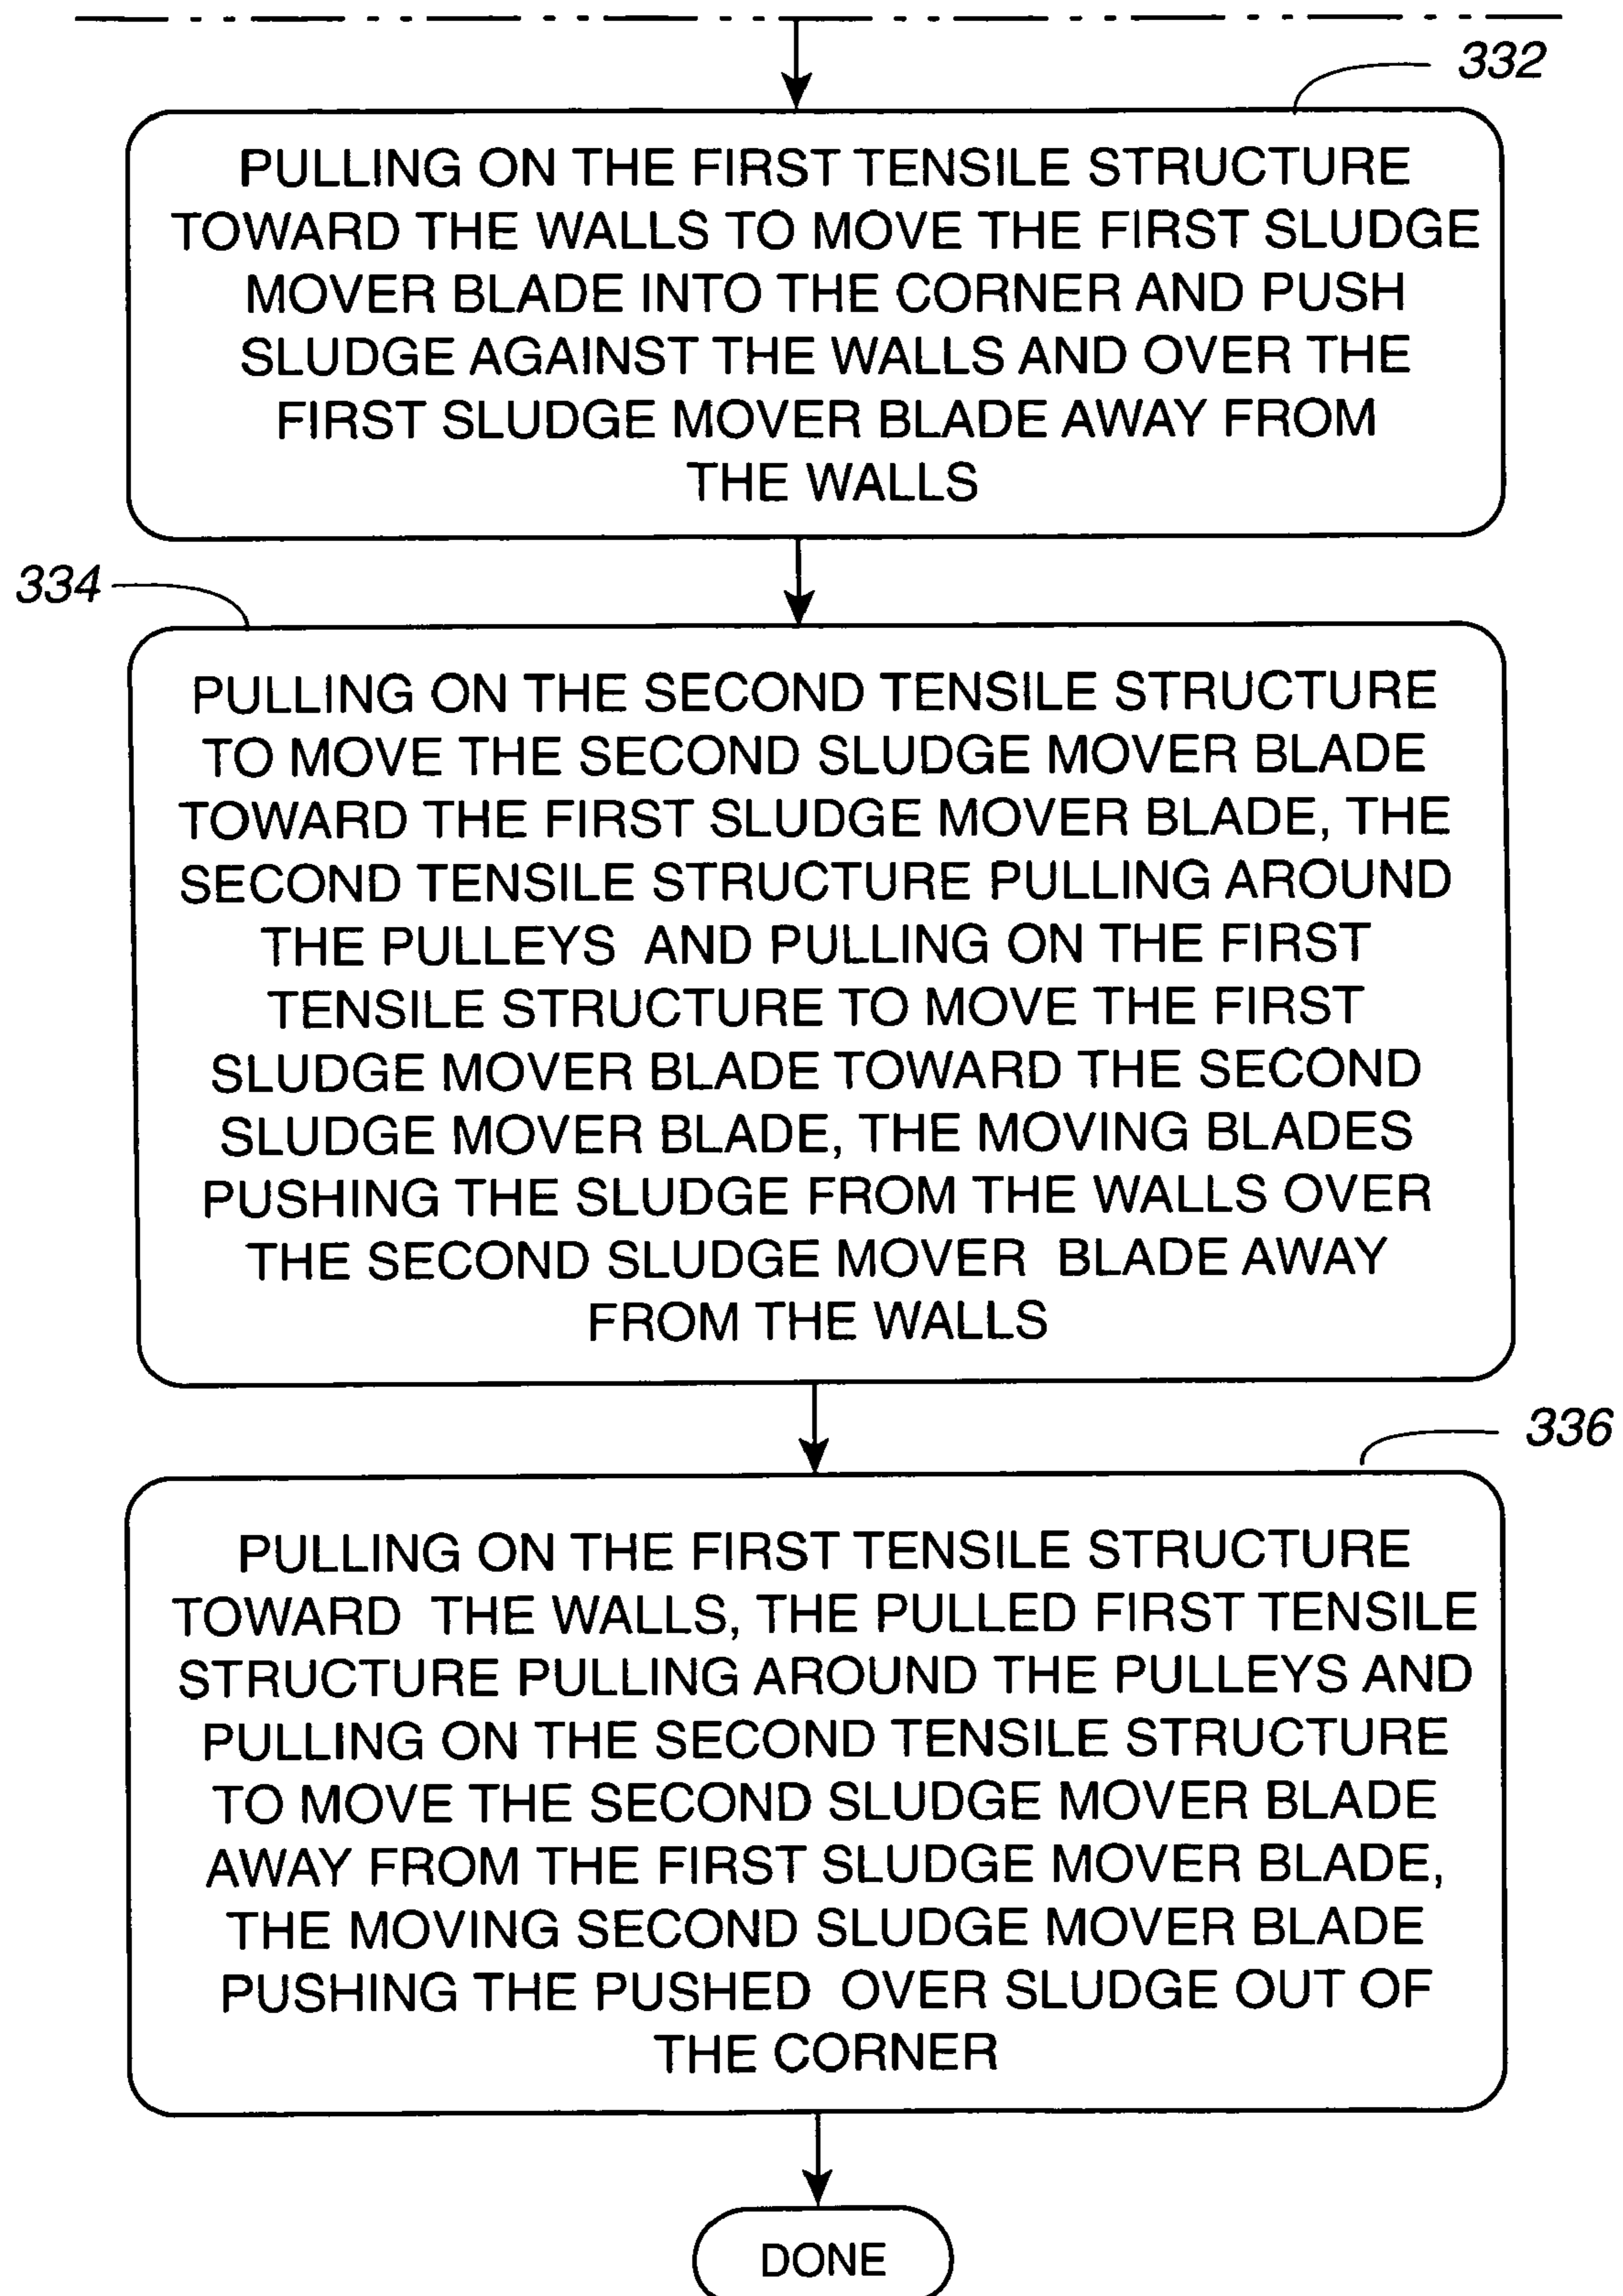 332
PULLING ON THE FIRST TENSILE STRUCTURE
TOWARD THE WALLS TO MOVE THE FIRST SLUDGE
MOVER BLADE INTO THE CORNER AND PUSH
SLUDGE AGAINST THE WALLS AND OVER THE
FIRST SLUDGE MOVER BLADE AWAY FROM
THE WALLS
334
PULLING ON THE SECOND TENSILE STRUCTURE
TO MOVE THE SECOND SLUDGE MOVER BLADE
TOWARD THE FIRST SLUDGE MOVER BLADE, THE
SECOND TENSILE STRUCTURE PULLING AROUND
THE PULLEYS AND PULLING ON THE FIRST
TENSILE STRUCTURE TO MOVE THE FIRST
SLUDGE MOVER BLADE TOWARD THE SECOND
SLUDGE MOVER BLADE, THE MOVING BLADES
PUSHING THE SLUDGE FROM THE WALLS OVER
THE SECOND SLUDGE MOVER BLADE AWAY
FROM THE WALLS
336
PULLING ON THE FIRST TENSILE STRUCTURE
TOWARD THE WALLS, THE PULLED FIRST TENSILE
STRUCTURE PULLING AROUND THE PULLEYS AND
PULLING ON THE SECOND TENSILE STRUCTURE
TO MOVE THE SECOND SLUDGE MOVER BLADE
AWAY FROM THE FIRST SLUDGE MOVER BLADE,
THE MOVING SECOND SLUDGE MOVER BLADE
PUSHING THE PUSHED OVER SLUDGE OUT OF
THE CORNER
DONE